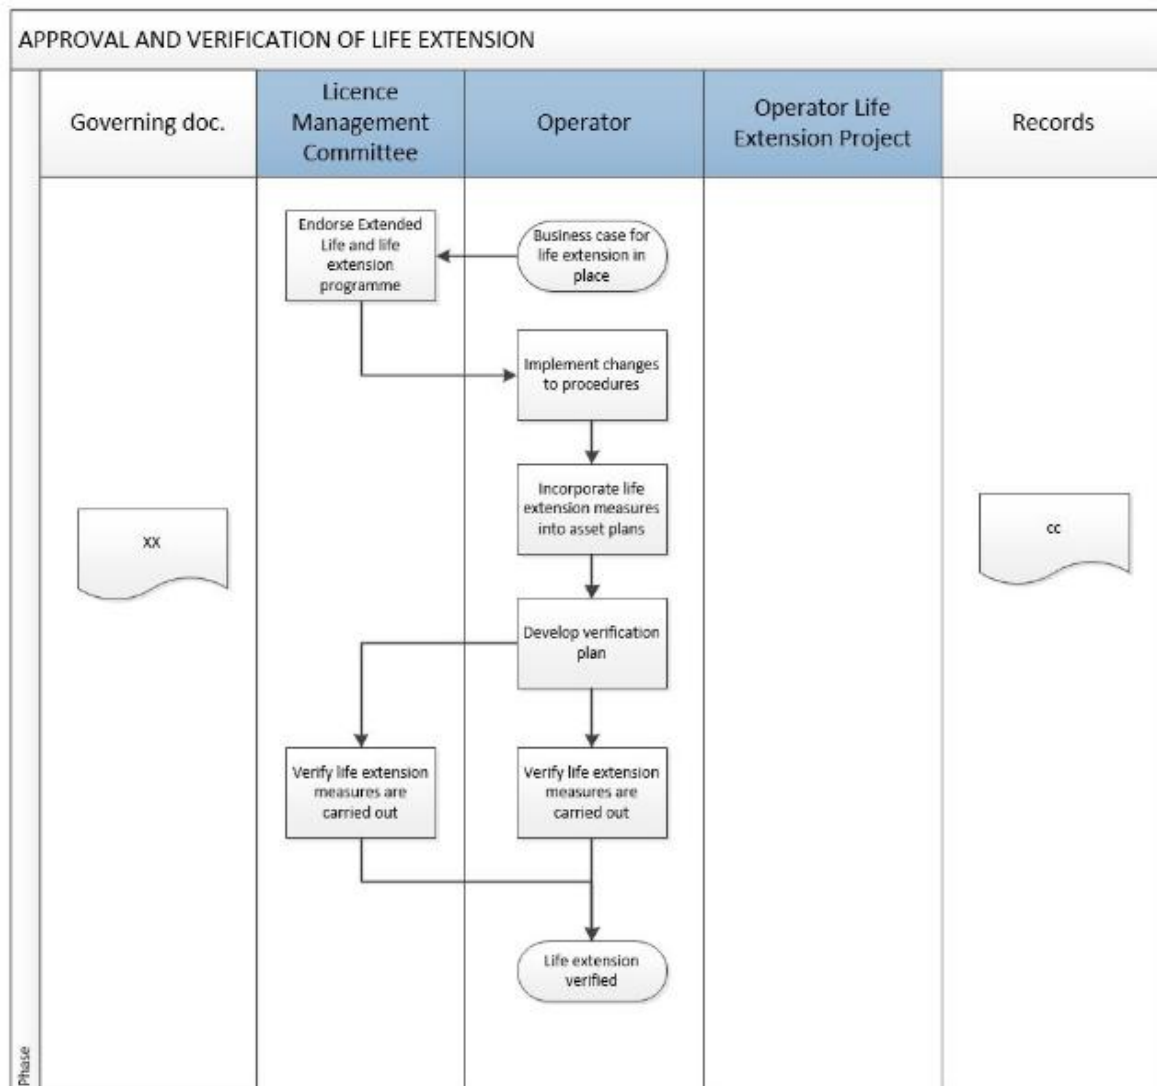 APPROVAL AND VERIFICATION OF LIFE EXTENSION
Governing doc.
Licence
Management
Committee
Operator
Operator Life
Extension Project
Records
Endorse Extended
Life and life
extension
programme
Business case for
life extension in
place
Implement changes
to procedures
Incorporate life
extension measures
into asset plans
xx
cc
Develop verification
plan
Verify life extension
measures are
carried out
Verify life extension
measures are
carried out
Life extension
verified
Phase